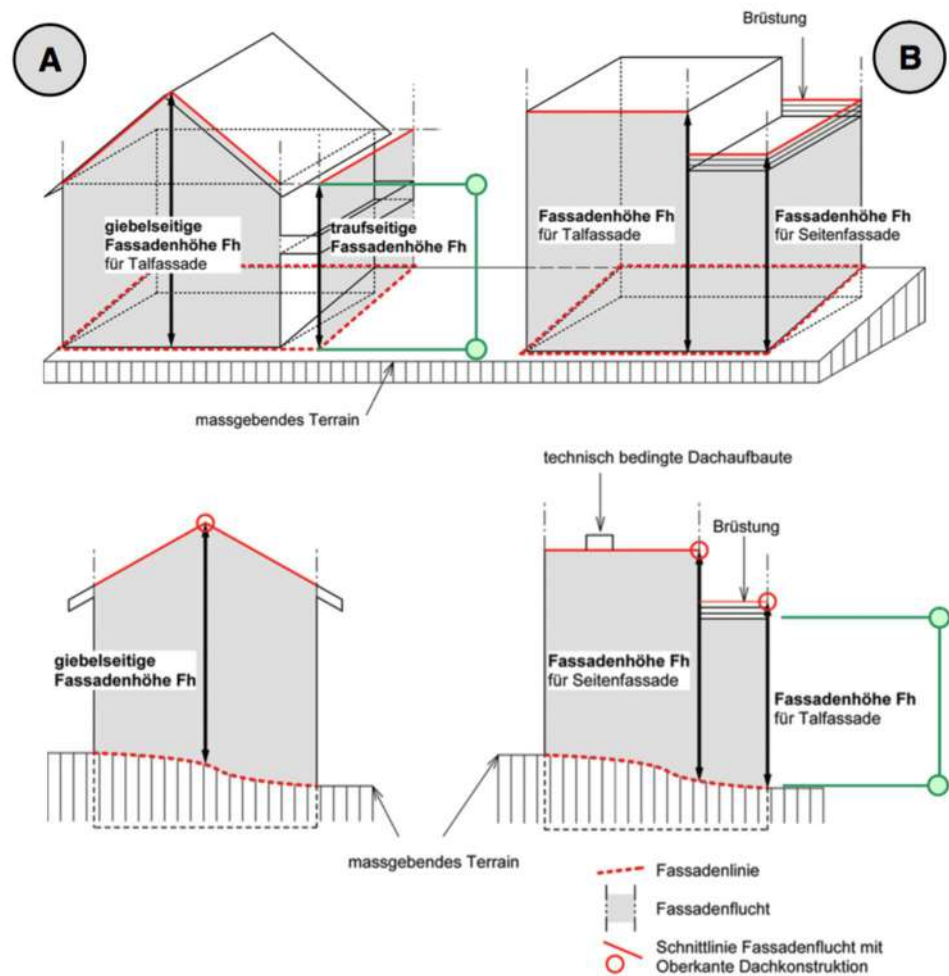 A
Brüstung
B
giebelseitige
Fassadenhöhe Fh
für Talfassade
traufseitige
Fassadenhöhe Fh
Fassadenhöhe Fh
für Talfassade
Fassadenhöhe Fh
für Seitenfassade
massgebendes Terrain
technisch bedingte Dachaufbaute
Brüstung
giebelseitige
Fassadenhöhe Fh
Fassadenhöhe Fh
für Seitenfassade
Fassadenhöhe Fh
für Talfassade
massgebendes Terrain
Fassadenlinie
Fassadenflucht
Schnittlinie Fassadenflucht mit
Oberkante Dachkonstruktion